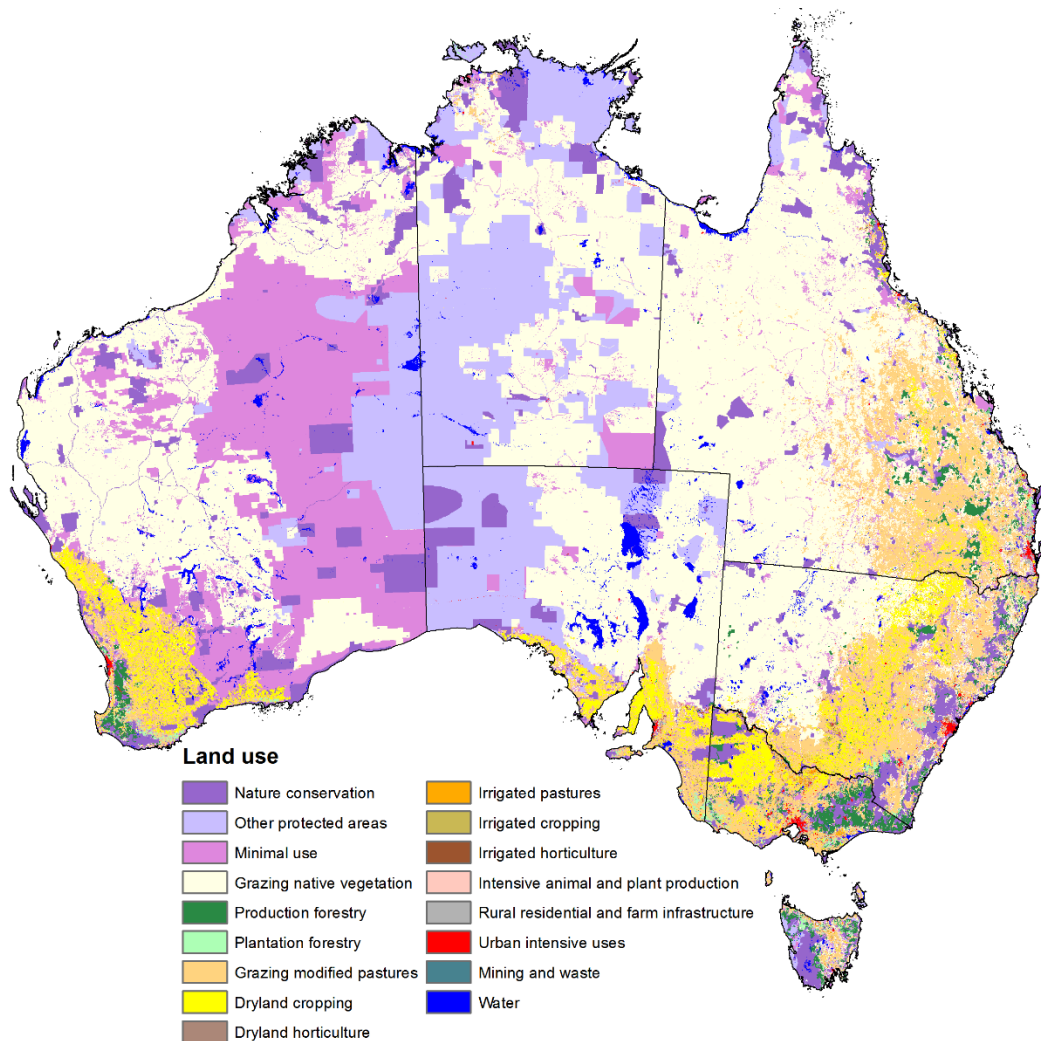 Land use
Nature conservation
Other protected areas
Minimal use
Grazing native vegetation
Production forestry
Plantation forestry
Grazing modified pastures
Dryland cropping
Dryland horticulture
Irrigated pastures
Irrigated cropping
Irrigated horticulture
Intensive animal and plant production
Rural residential and farm infrastructure
Urban intensive uses
Mining and waste
Water